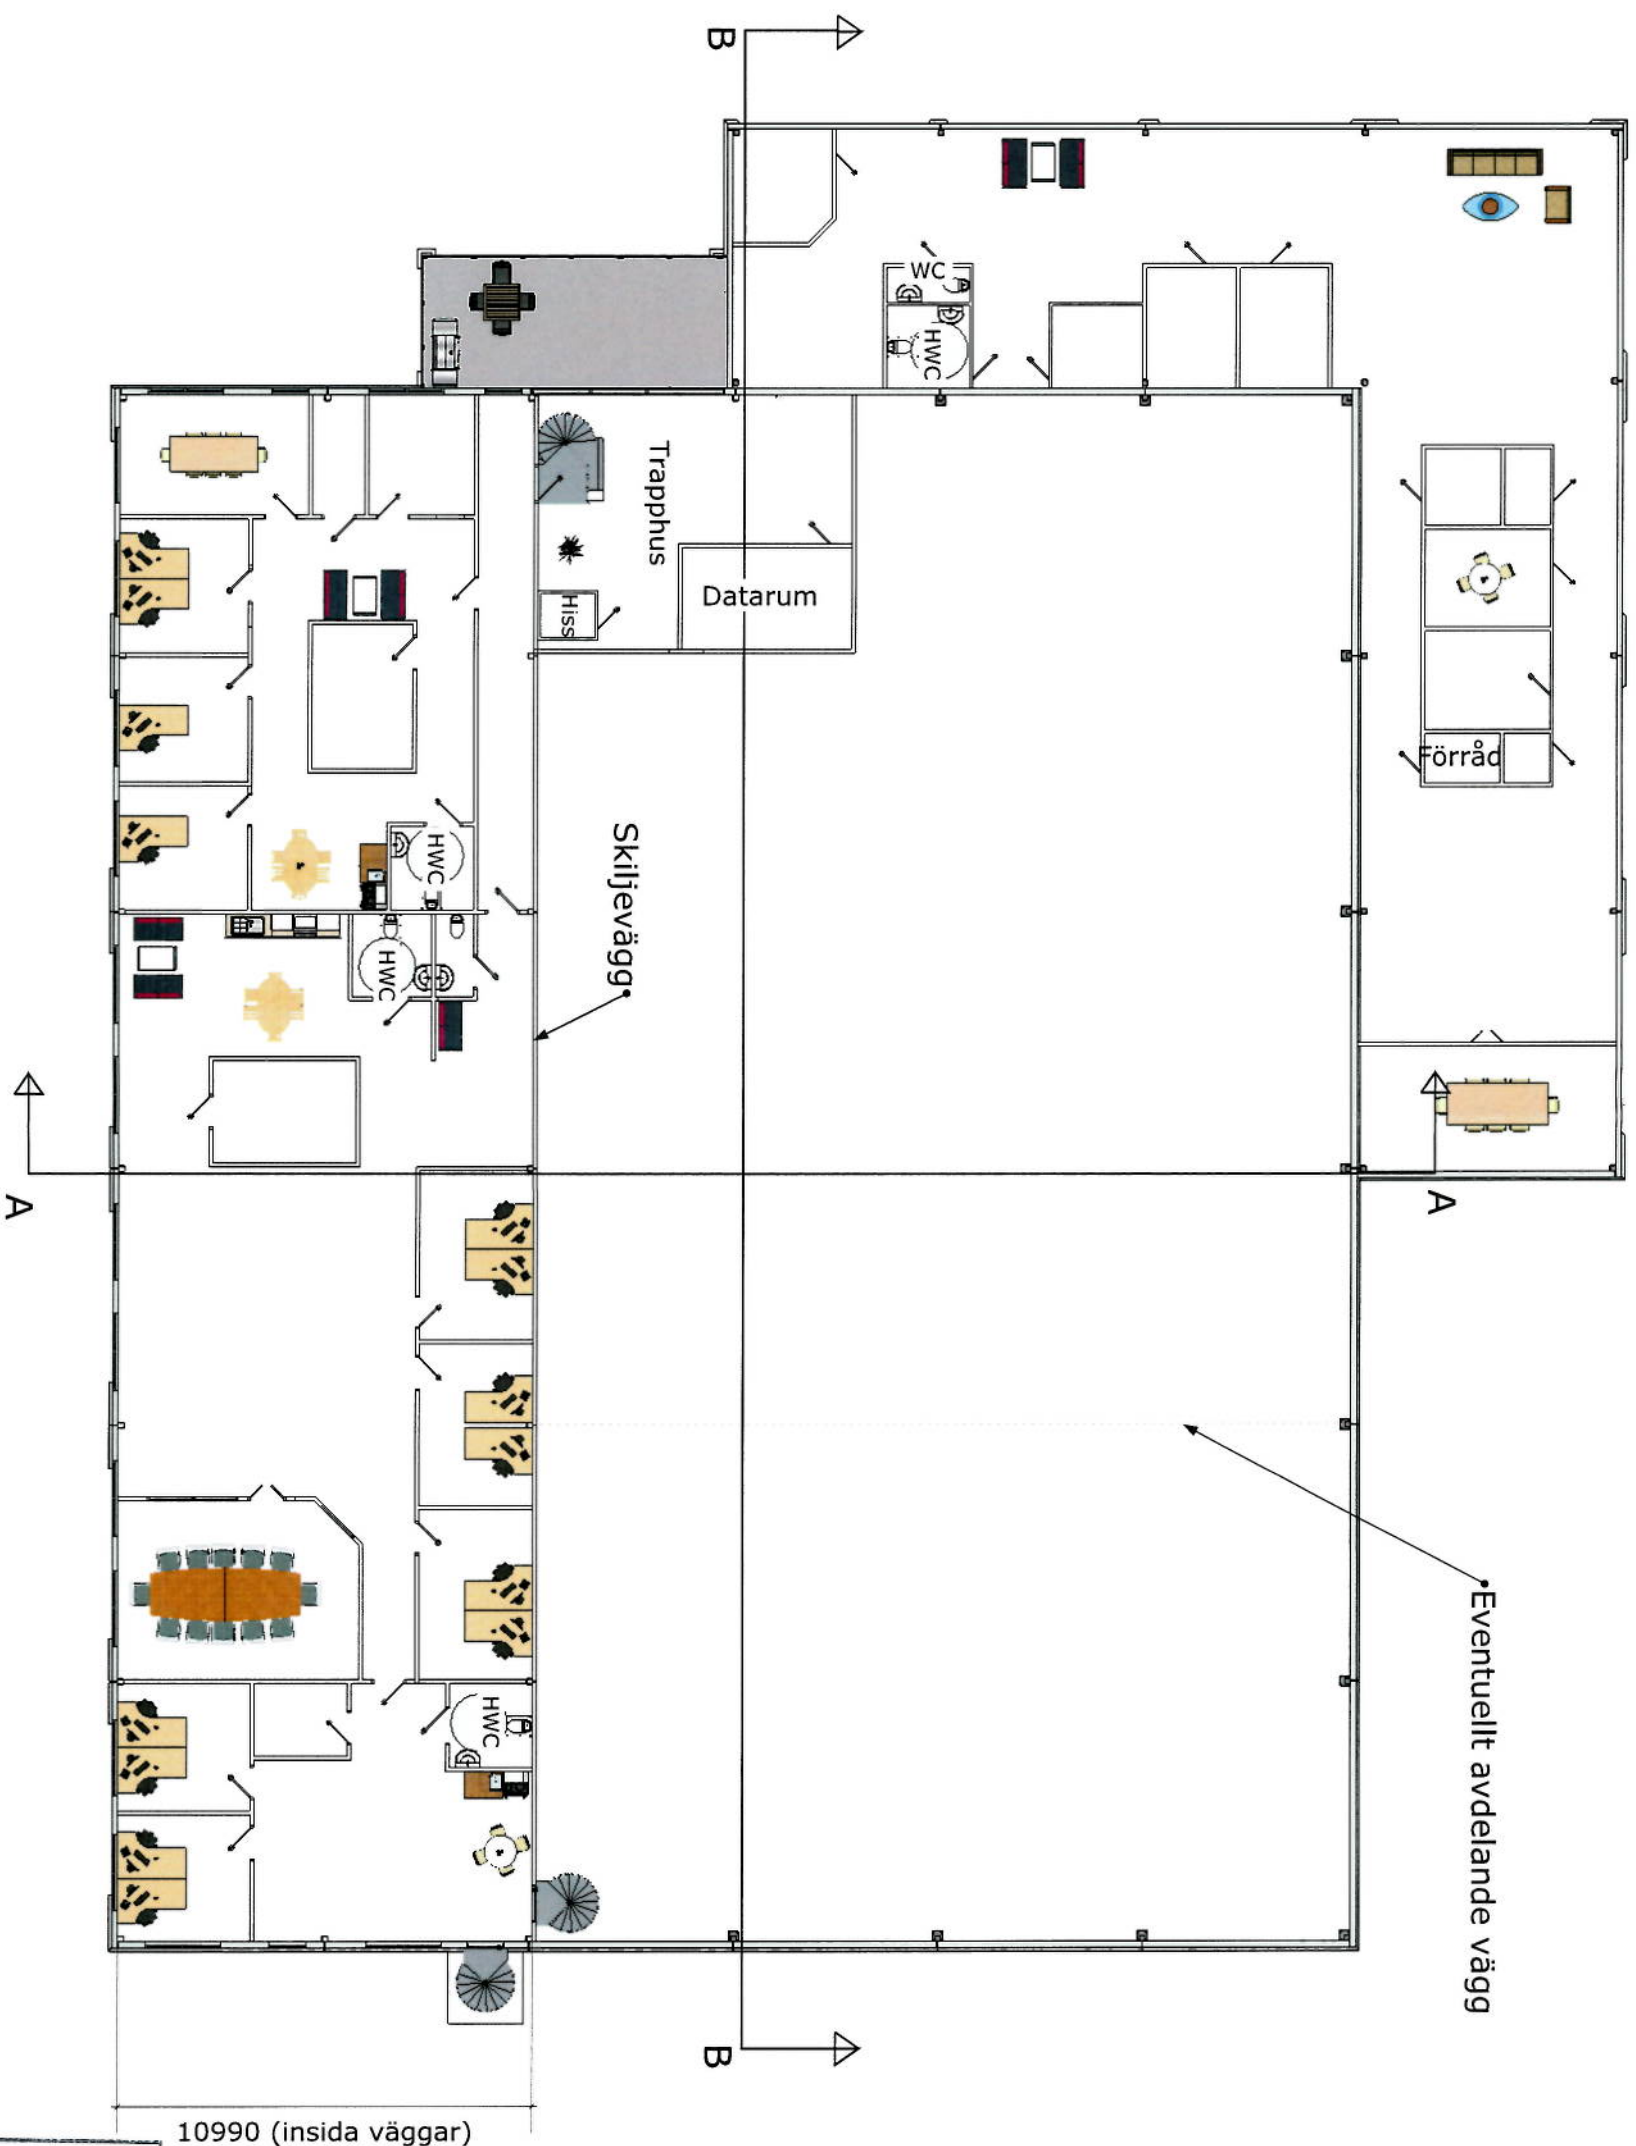 B
WC
HWC
Trapphus
Datarum
Hiss
Förråd
HWC
Skiljevägg
HWC
A
A
Eventuellt avdelande vägg
HWC
B
10990 (insida väggar)